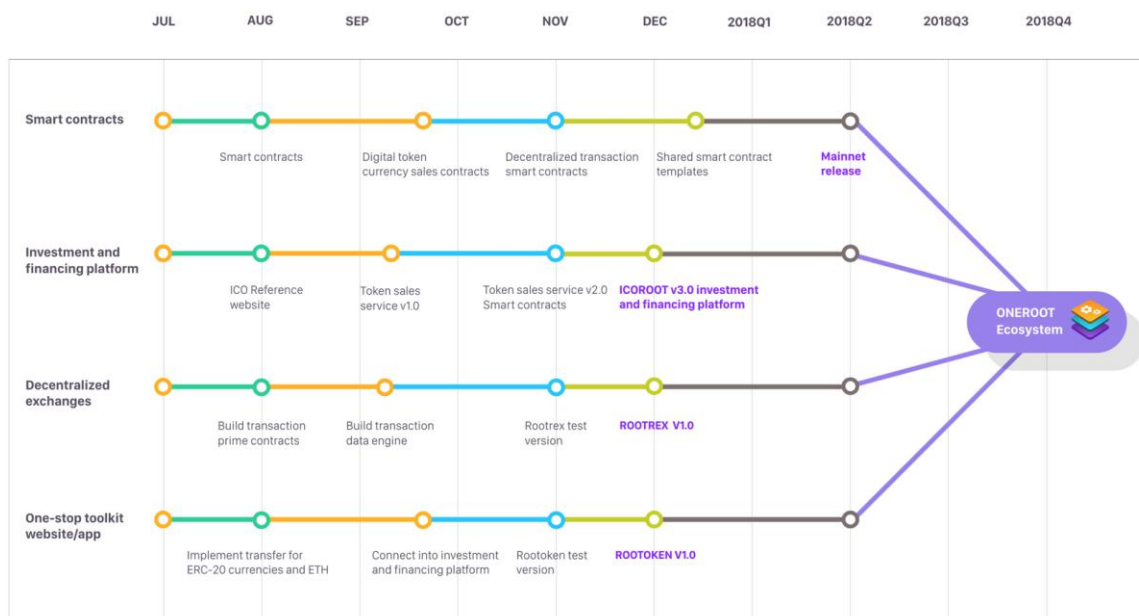 JUL AUG SEP OCT NOV DEC 2018Q1 2018Q2 2018Q3 2018Q4
Smart contracts
Smart contracts
Digital token
currency sales contracts
Decentralized transaction
smart contracts
Shared smart contract
templates
Mainnet
release
Investment and
financing platform
ICO Reference
website
Token sales
service v1.0
Token sales service v2.0
Smart contracts
ICOROOT v3.0 investment
and financing platform
ONEROOT
Ecosystem
Decentralized
exchanges
Build transaction
prime contracts
Build transaction
data engine
Rootrex test
version
ROOTREX V1.0
One-stop toolkit
website/app
Implement transfer for
ERC-20 currencies and ETH
Connect into investment
and financing platform
Rootoken test
version
ROOTOKEN V1.0